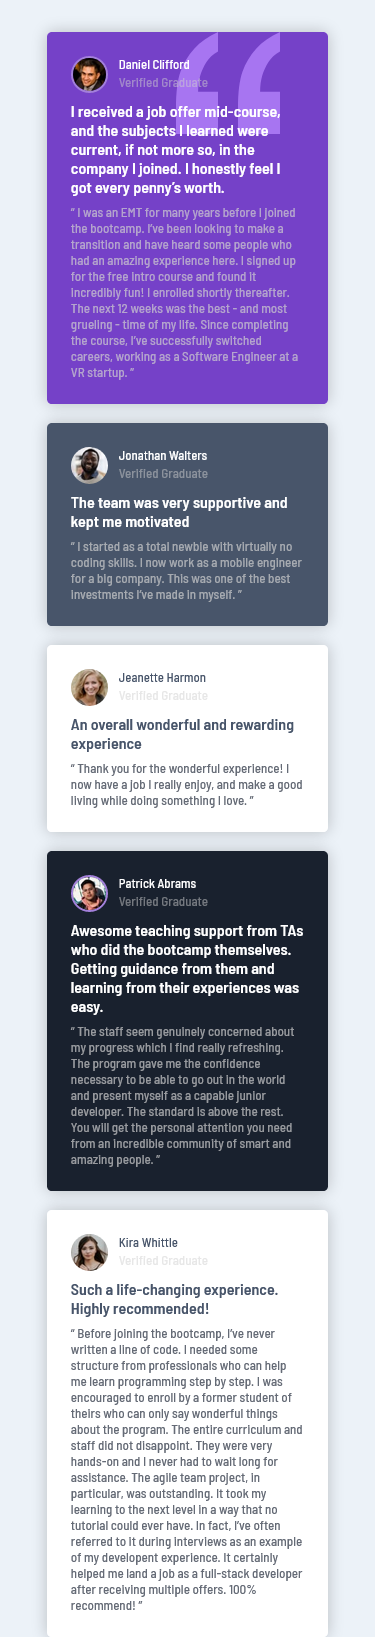 Daniel Clifford
Verified Graduate
I received a job offer mid-course,
and the subjects I learned were
current, if not more so, in the
company I joined. I honestly feel I
got every penny’s worth.
“ I was an EMT for many years before I joined
the bootcamp. I’ve been looking to make a
transition and have heard some people who
had an amazing experience here. I signed up
for the free intro course and found it
incredibly fun! I enrolled shortly thereafter.
The next 12 weeks was the best - and most
grueling - time of my life. Since completing
the course, I’ve successfully switched
careers, working as a Software Engineer at a
VR startup. ”
Jonathan Walters
Verified Graduate
The team was very supportive and
kept me motivated
“ I started as a total newbie with virtually no
coding skills. I now work as a mobile engineer
for a big company. This was one of the best
investments I’ve made in myself. ”
Jeanette Harmon
Verified Graduate
An overall wonderful and rewarding
experience
“ Thank you for the wonderful experience! I
now have a job I really enjoy, and make a good
living while doing something I love. ”
Patrick Abrams
Verified Graduate
Awesome teaching support from TAs
who did the bootcamp themselves.
Getting guidance from them and
learning from their experiences was
easy.
“ The staff seem genuinely concerned about
my progress which I find really refreshing.
The program gave me the confidence
necessary to be able to go out in the world
and present myself as a capable junior
developer. The standard is above the rest.
You will get the personal attention you need
from an incredible community of smart and
amazing people. ”
Kira Whittle
Verified Graduate
Such a life-changing experience.
Highly recommended!
“ Before joining the bootcamp, I’ve never
written a line of code. I needed some
structure from professionals who can help
me learn programming step by step. I was
encouraged to enroll by a former student of
theirs who can only say wonderful things
about the program. The entire curriculum and
staff did not disappoint. They were very
hands-on and I never had to wait long for
assistance. The agile team project, in
particular, was outstanding. It took my
learning to the next level in a way that no
tutorial could ever have. In fact, I’ve often
referred to it during interviews as an example
of my developent experience. It certainly
helped me land a job as a full-stack developer
after receiving multiple offers. 100%
recommend! ”